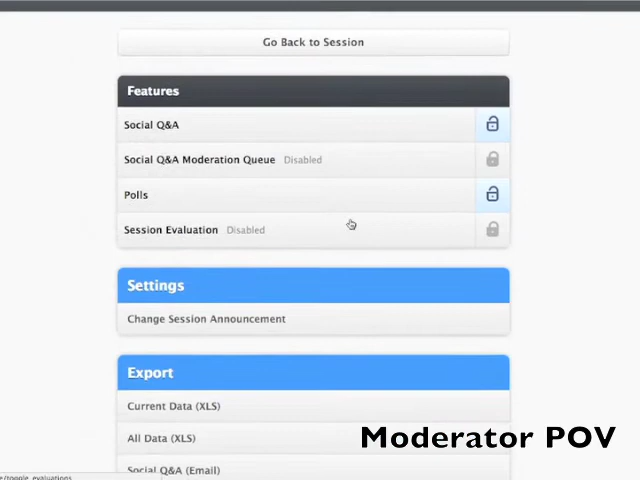 Go Back to Session
Features
Social Q&A
Social Q&A Moderation Queue Disabled
Polls
Session Evaluation Disabled
Settings
Change Session Announcement
Export
Current Data (XLS)
All Data (XLS)
Moderator POV
Social Q&A (Email)
e/toggle_evaluations